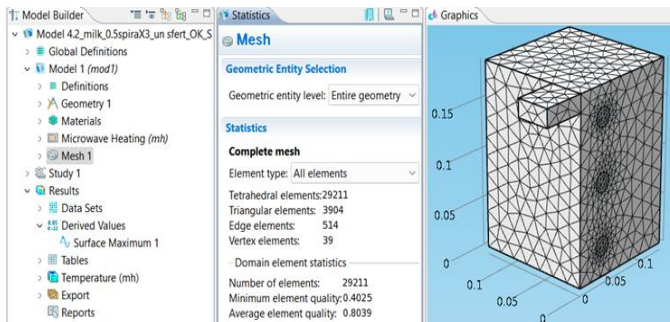 Model Builder
Model 4.2_milk_0.5spiraX3_un sfert_OK_S
Global Definitions
Model 1 (mod1)
Definitions
Geometry 1
Materials
Microwave Heating (mh)
Mesh 1
Study 1
Results
Data Sets
Derived Values
Surface Maximum 1
Tables
Temperature (mh)
Export
Reports
Statistics
Mesh
Geometric Entity Selection
Geometric entity level: Entire geometry
Statistics
Complete mesh
Element type: All elements
Tetrahedral elements:29211
Triangular elements: 3904
Edge elements: 514
Vertex elements: 39
Domain element statistics
Number of elements: 29211
Minimum element quality:0.4025
Average element quality: 0.8039
Graphics
0.15
0.1
0.05
0
0.1
0.05
0
0
0.05
0.1